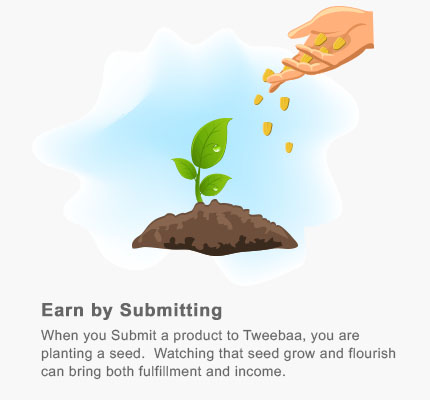 Earn by Submitting
When you Submit a product to Tweebaa, you are
planting a seed.  Watching that seed grow and flourish
can bring both fulfillment and income.